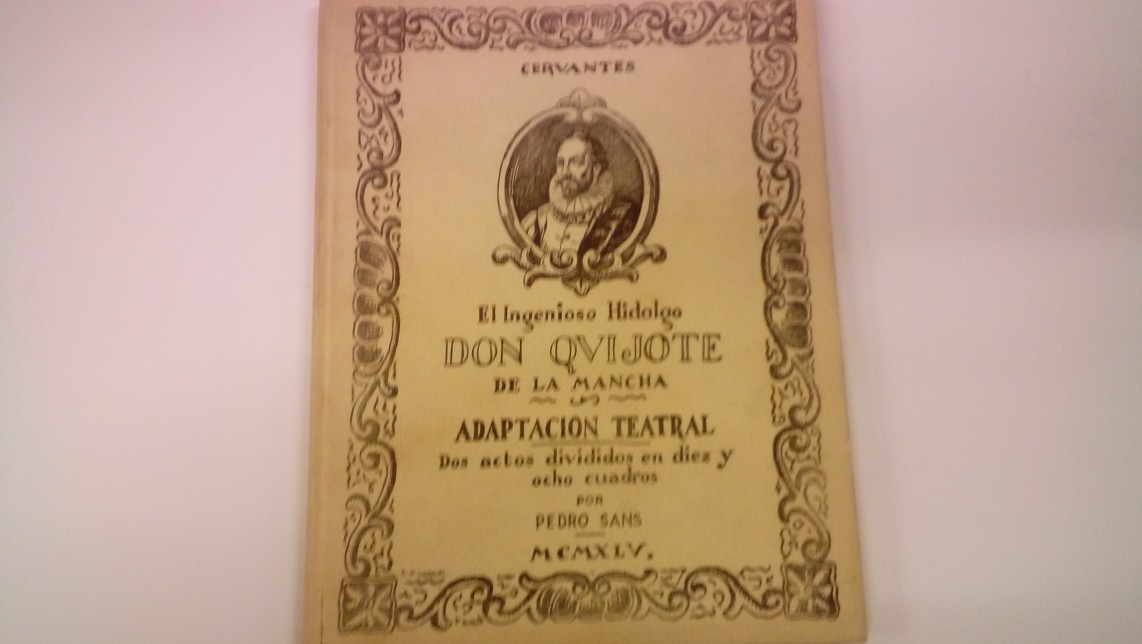 CERVANTES
El Ingenioso Hidalgo
DON QVIJOTE
DE LA MANCHA
ADAPTACION TEATRAL
Dos actos divididos en diez y
ocho cuadros
POR
PEDRO SANS
MCMXLV.